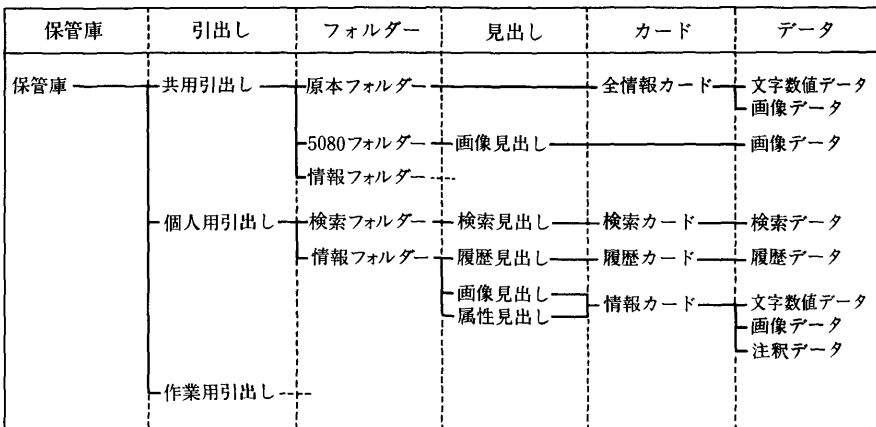 保管庫 引出し フォルダー 見出し カード データ
保管庫 共用引出し 原本フォルダー 全情報カード 文字数値データ
画像データ
5080フォルダー 画像見出し 画像データ
情報フォルダー
個人用引出し 検索フォルダー 検索見出し 検索カード 検索データ
情報フォルダー 履歴見出し 履歴カード 履歴データ
画像見出し 情報カード 文字数値データ
属性見出し
画像データ
注釈データ
作業用引出し